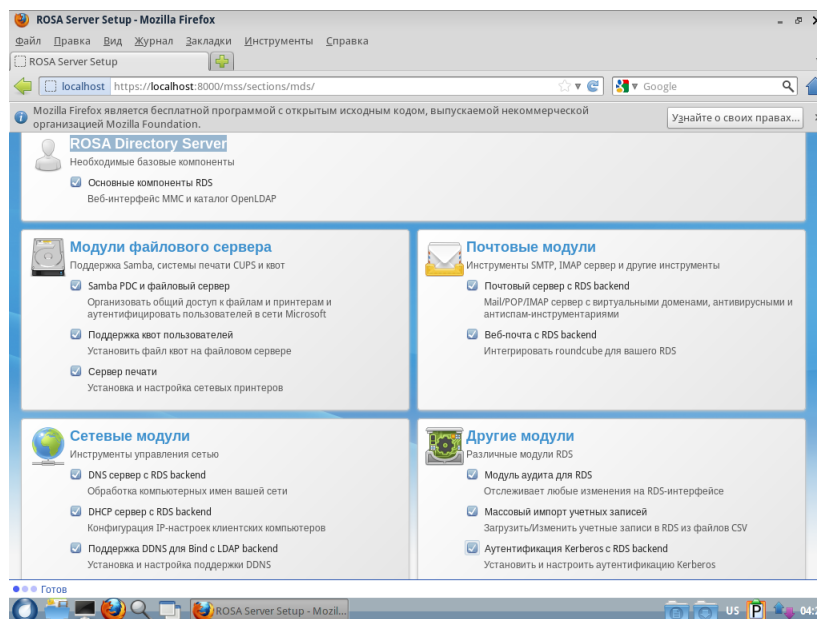 ROSA Server Setup - Mozilla Firefox
Файл Правка Вид Журнал Закладки Инструменты Справка
ROSA Server Setup
localhost https://localhost:8000/mss/sections/mds/
Google
Mozilla Firefox является бесплатной программой с открытым исходным кодом, выпускаемой некоммерческой
организацией Mozilla Foundation.
Узнайте о своих правах...
ROSA Directory Server
Необходимые базовые компоненты
Основные компоненты RDS
Веб-интерфейс MMC и каталог OpenLDAP
Модули файлового сервера
Поддержка Samba, системы печати CUPS и квот
Samba PDC и файловый сервер
Организовать общий доступ к файлам и принтерам и
аутентифицировать пользователей в сети Microsoft
Поддержка квот пользователей
Установить файл квот на файловом сервере
Сервер печати
Установка и настройка сетевых принтеров
Почтовые модули
Инструменты SMTP, IMAP сервер и другие инструменты
Почтовый сервер с RDS backend
Mail/POP/IMAP сервер с виртуальными доменами, антивирусными и
антиспам-инструментариями
Веб-почта с RDS backend
Интегрировать roundcube для вашего RDS
Сетевые модули
Инструменты управления сетью
DNS сервер с RDS backend
Обработка компьютерных имен вашей сети
DHCP сервер с RDS backend
Конфигурация IP-настроек клиентских компьютеров
Поддержка DDNS для Bind с LDAP backend
Установка и настройка поддержки DDNS
Другие модули
Различные модули RDS
Модуль аудита для RDS
Отслеживает любые изменения на RDS-интерфейсе
Массовый импорт учетных записей
Загрузить/Изменить учетные записи в RDS из файлов CSV
Аутентификация Kerberos с RDS backend
Установить и настроить аутентификацию Kerberos
Готов
ROSA Server Setup - Mozil...
US